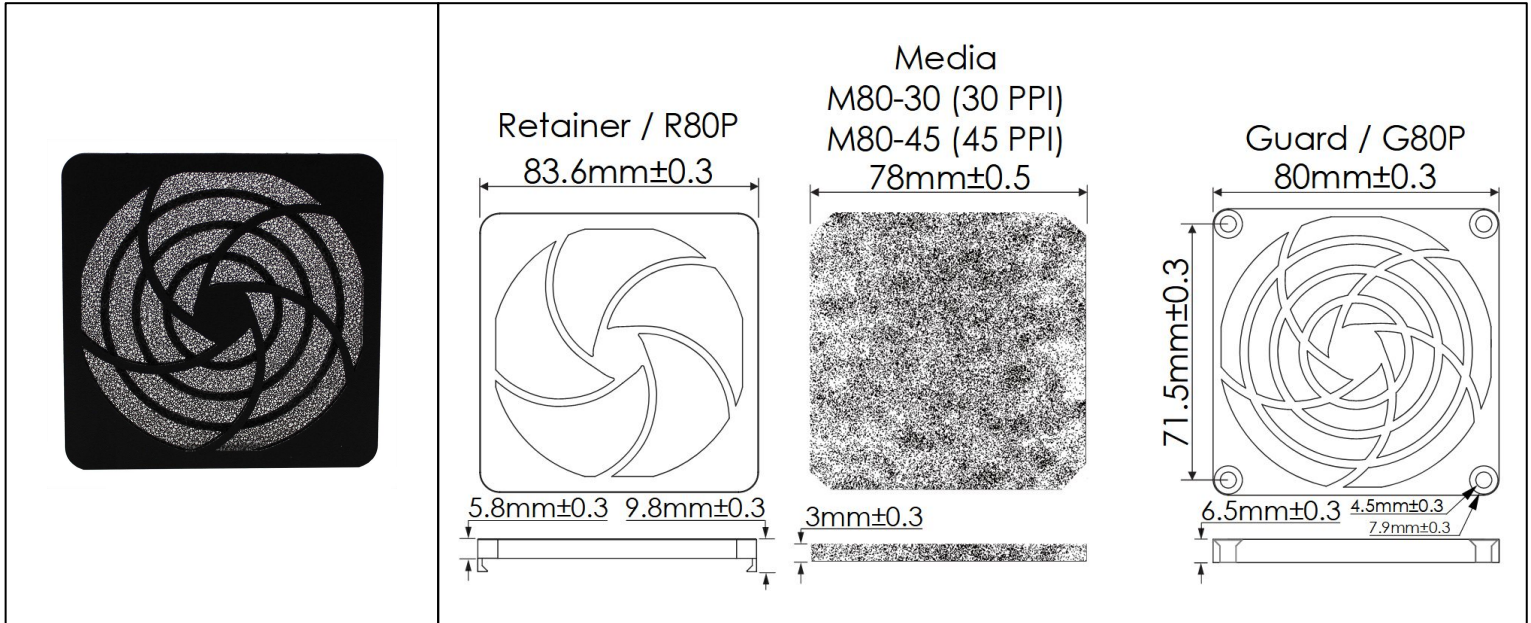 Retainer / R80P
83.6mm±0.3
5.8mm±0.3
9.8mm±0.3
Media
M80-30 (30 PPI)
M80-45 (45 PPI)
78mm±0.5
3mm±0.3
Guard / G80P
80mm±0.3
71.5mm±0.3
6.5mm±0.3
4.5mm±0.3
7.9mm±0.3